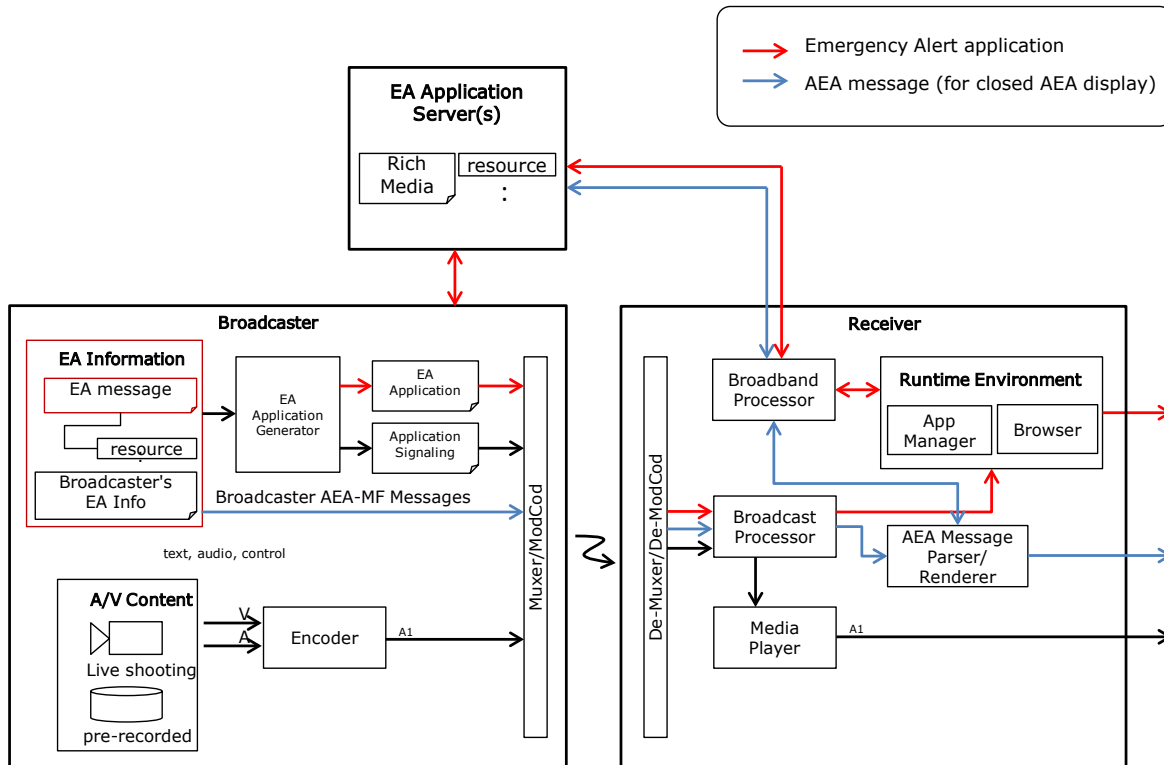 Emergency Alert application
AEA message (for closed AEA display)
EA Application
Server(s)
Rich
Media
resource
:
Broadcaster
EA Information
EA message
resource
:
Broadcaster's
EA Info
EA
Application
Generator
EA
Application
Application
Signaling
Broadcaster AEA-MF Messages
text, audio, control
A/V Content
Live shooting
pre-recorded
V
A
Encoder
A1
Muxer/ModCod
Receiver
De-Muxer/De-ModCod
Broadband
Processor
Runtime Environment
App
Manager
Browser
Broadcast
Processor
AEA Message
Parser/
Renderer
Media
Player
A1